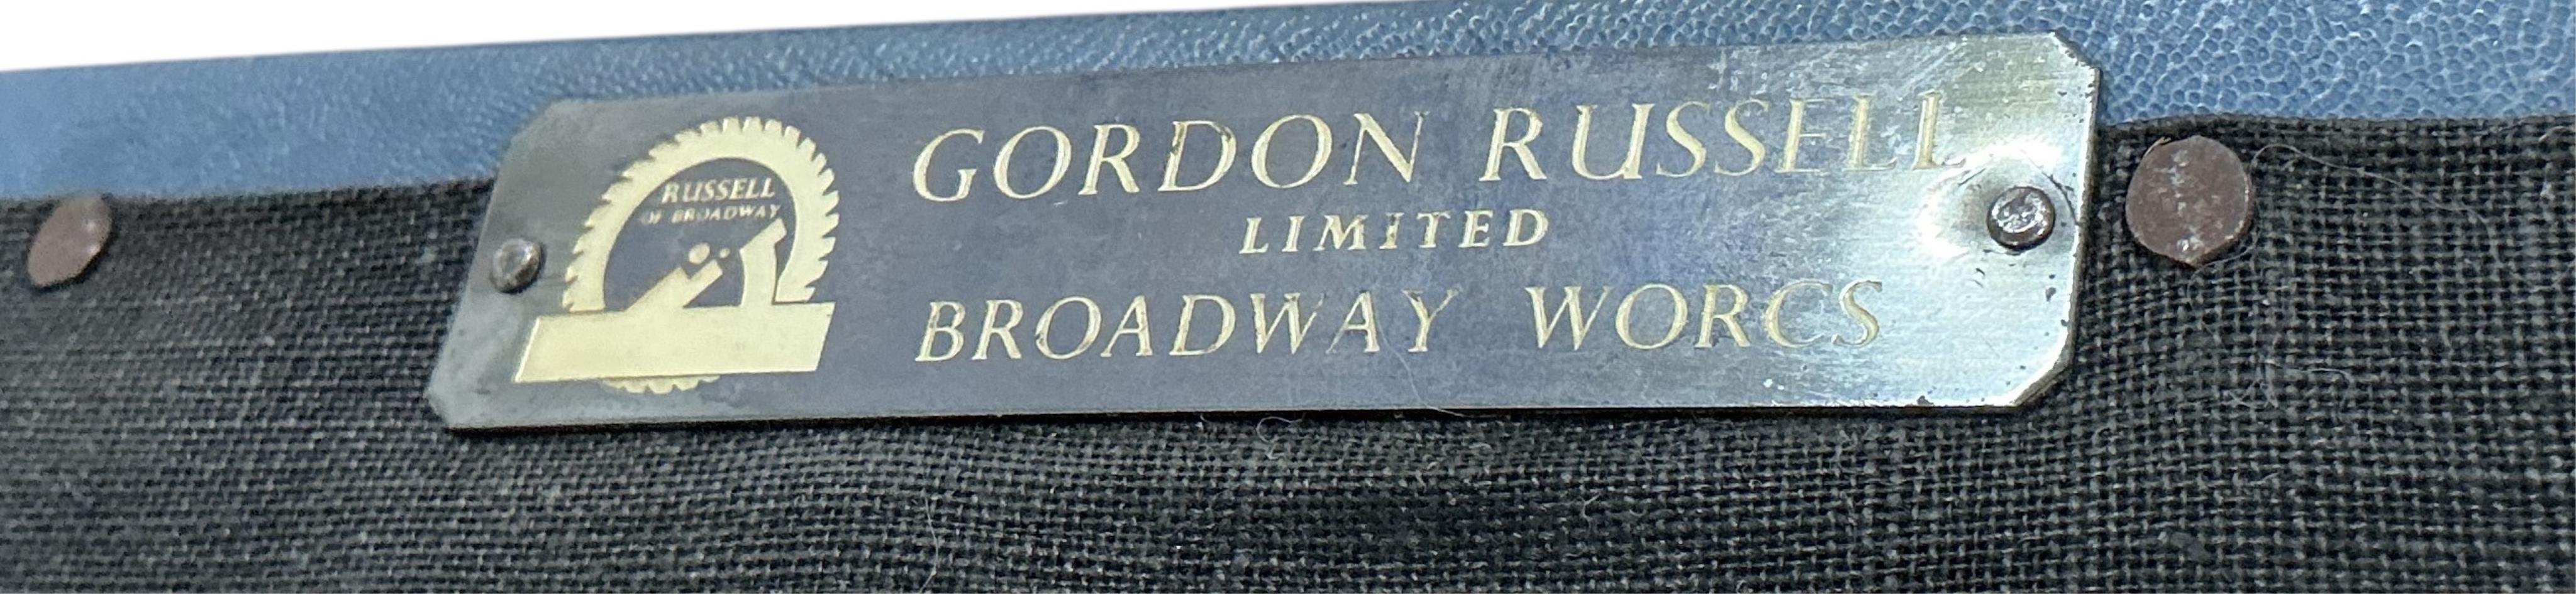 RUSSELL
OF BROADWAY
GORDON RUSSELL
LIMITED
BROADWAY WORCS